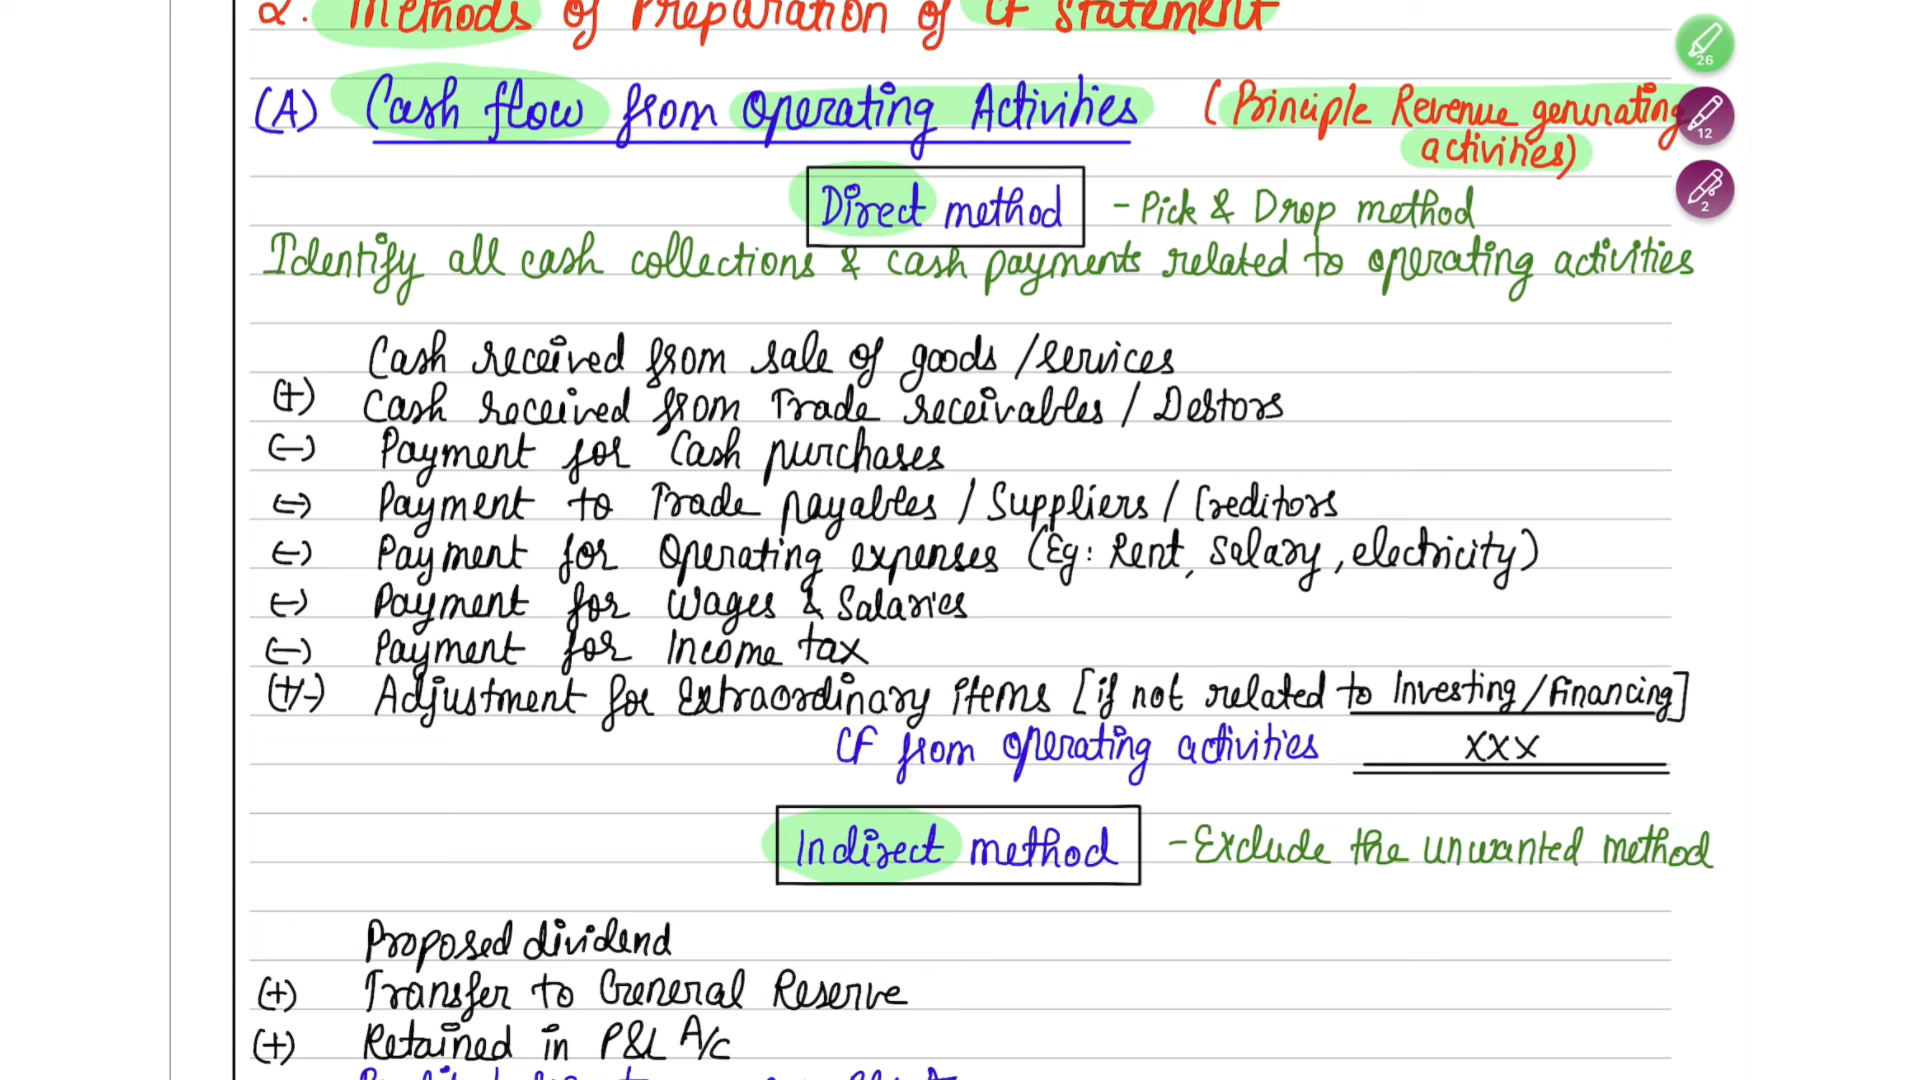 2. Methods of Preparation of CF Statement
(A) Cash flow from Operating Activities (Principle Revenue generating
activities)
Direct method - Pick & Drop method
Identify all cash collections & cash payments related to operating activities
Cash received from sale of goods / services
(+) Cash received from Trade receivables / Debtors
(-) Payment for Cash purchases
(-) Payment to Trade payables / Suppliers / Creditors
(-) Payment for Operating expenses (Eg: Rent, Salary, electricity)
(-) Payment for Wages & Salaries
(-) Payment for Income tax
(+/-) Adjustment for Extraordinary items [if not related to Investing / Financing]
CF from operating activities XXX
Indirect method - Exclude the unwanted method
Proposed dividend
(+) Transfer to General Reserve
(+) Retained in P&L A/c
26
12
2